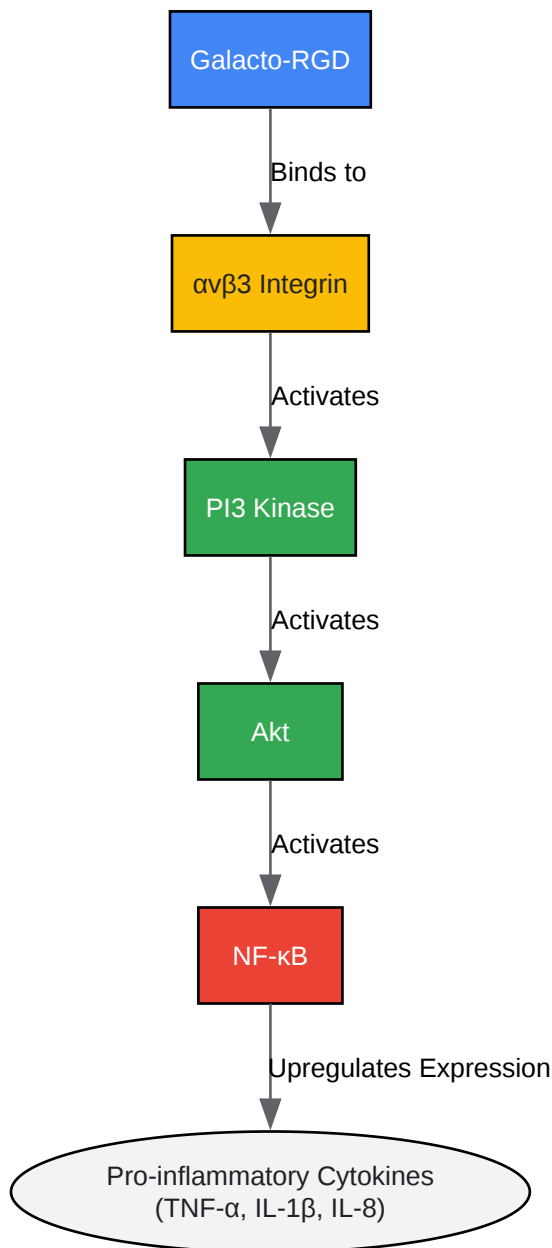 Galacto-RGD
Binds to
αvβ3 Integrin
Activates
PI3 Kinase
Activates
Akt
Activates
NF-κB
Upregulates Expression
Pro-inflammatory Cytokines
(TNF-α, IL-1β, IL-8)